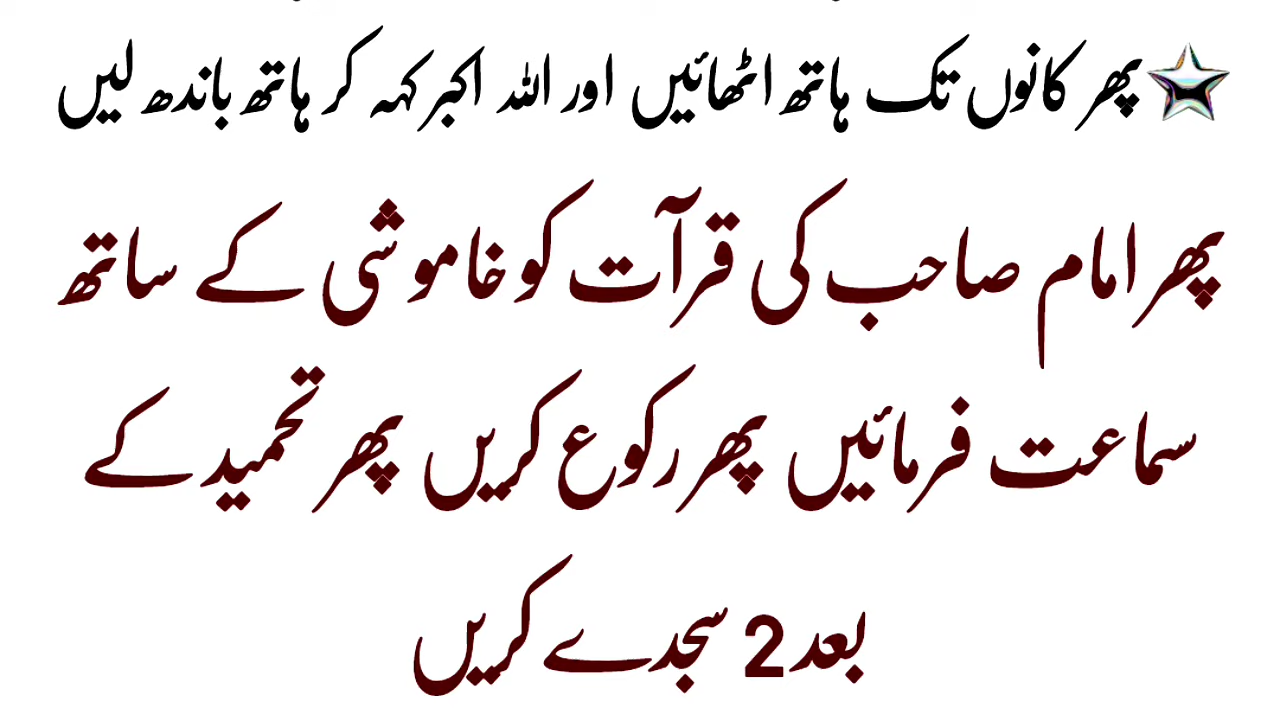 پھر کانوں تک ہاتھ اٹھائیں اور اللہ اکبر کہہ کر ہاتھ باندھ لیں
پھر امام صاحب کی قرآت کو خاموشی کے ساتھ
سماعت فرمائیں پھر رکوع کریں پھر تحمید کے
بعد 2 سجدے کریں